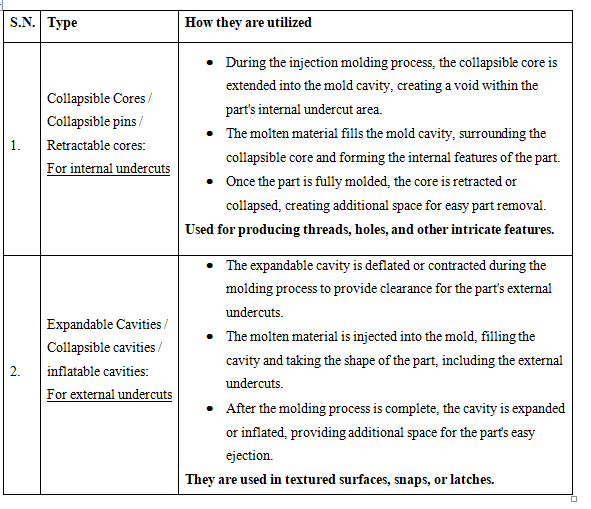 S.N. Type How they are utilized
1.
Collapsible Cores /
Collapsible pins /
Retractable cores:
For internal undercuts
• During the injection molding process, the collapsible core is
extended into the mold cavity, creating a void within the
part's internal undercut area.
• The molten material fills the mold cavity, surrounding the
collapsible core and forming the internal features of the part.
• Once the part is fully molded, the core is retracted or
collapsed, creating additional space for easy part removal.
Used for producing threads, holes, and other intricate features.
2.
Expandable Cavities /
Collapsible cavities /
inflatable cavities:
For external undercuts
• The expandable cavity is deflated or contracted during the
molding process to provide clearance for the part's external
undercuts.
• The molten material is injected into the mold, filling the
cavity and taking the shape of the part, including the external
undercuts.
• After the molding process is complete, the cavity is expanded
or inflated, providing additional space for the part's easy
ejection.
They are used in textured surfaces, snaps, or latches.